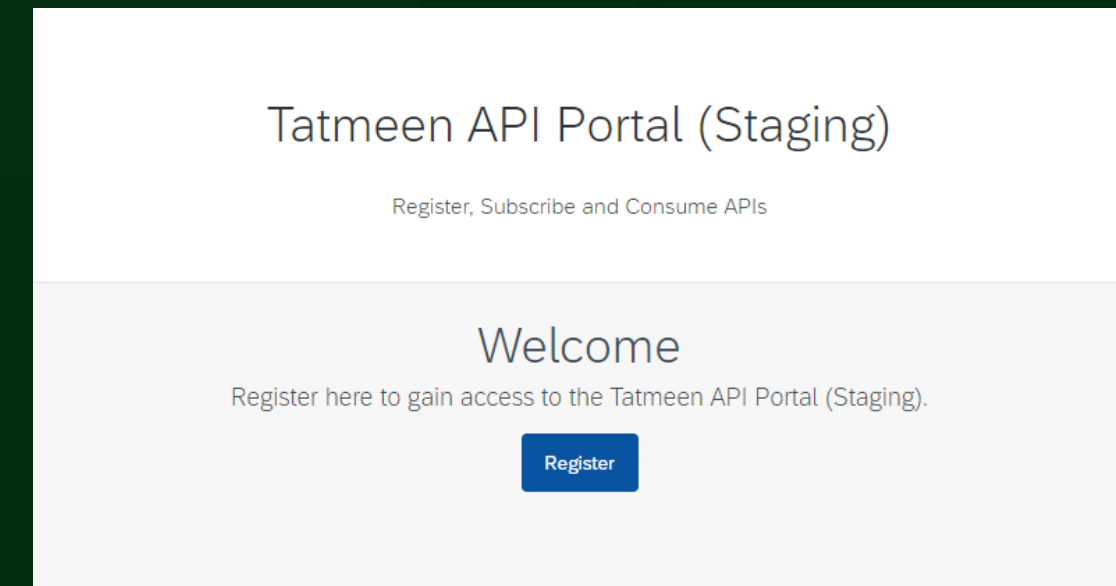 Tatmeen API Portal (Staging)
Register, Subscribe and Consume APIs
Welcome
Register here to gain access to the Tatmeen API Portal (Staging).
Register